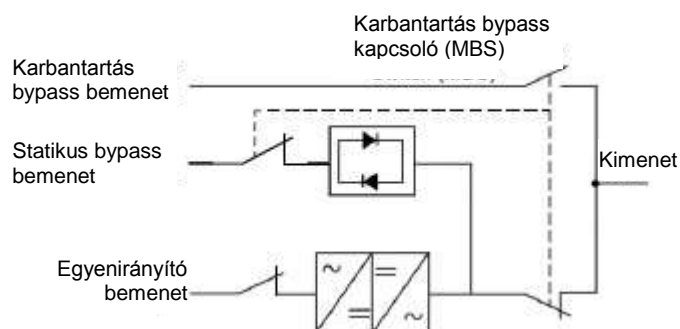 Karbantartás bypass
kapcsoló (MBS)
Karbantartás
bypass bemenet
Statikus bypass
bemenet
Kimenet
Egyenirányító
bemenet